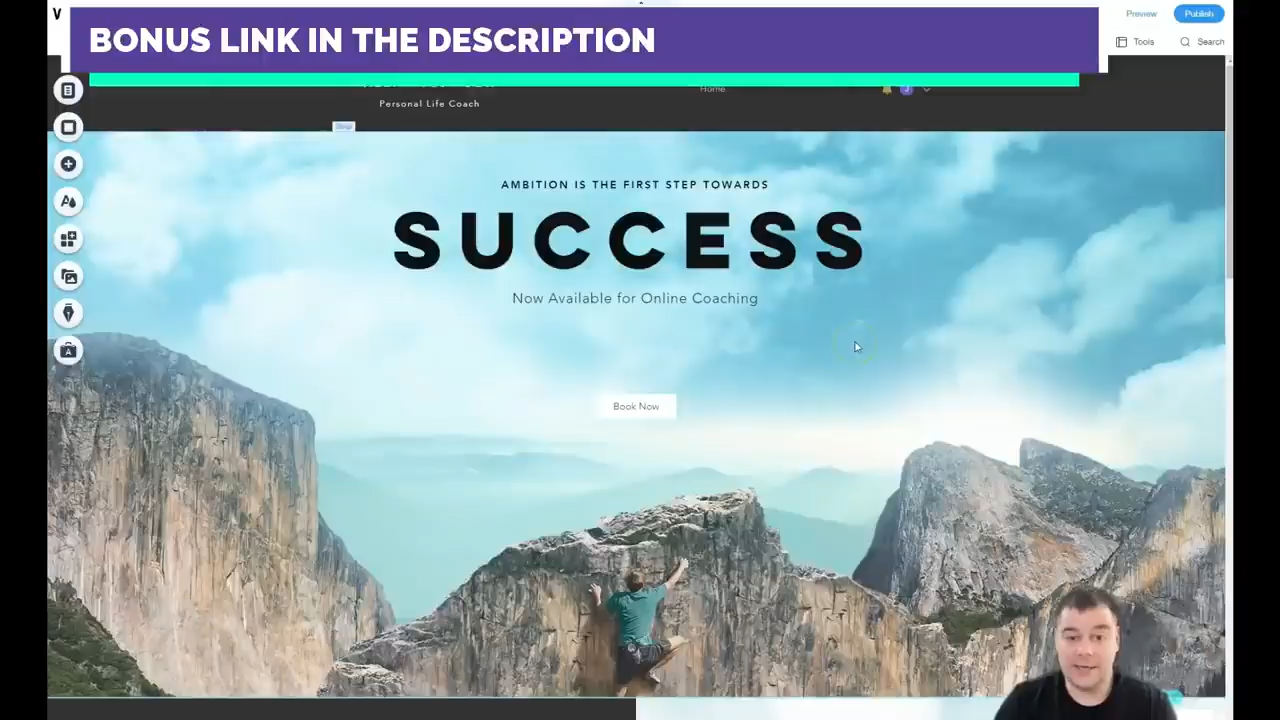 BONUS LINK IN THE DESCRIPTION
Preview
Publish
Tools
Search
Home
Personal Life Coach
AMBITION IS THE FIRST STEP TOWARDS
SUCCESS
Now Available for Online Coaching
Book Now